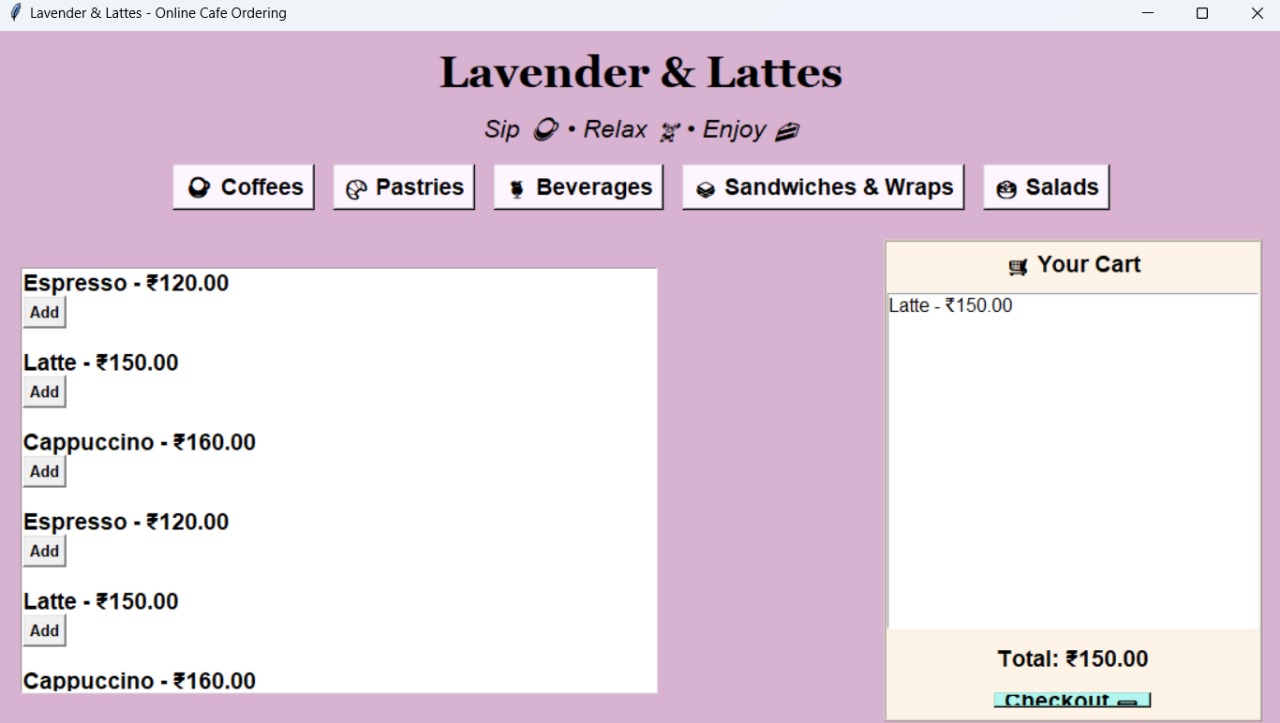 Lavender & Lattes - Online Cafe Ordering
Lavender & Lattes
Sip • Relax • Enjoy
Coffees
Pastries
Beverages
Sandwiches & Wraps
Salads
Espresso - ₹120.00
Add
Latte - ₹150.00
Add
Cappuccino - ₹160.00
Add
Espresso - ₹120.00
Add
Latte - ₹150.00
Add
Cappuccino - ₹160.00
Your Cart
Latte - ₹150.00
Total: ₹150.00
Checkout